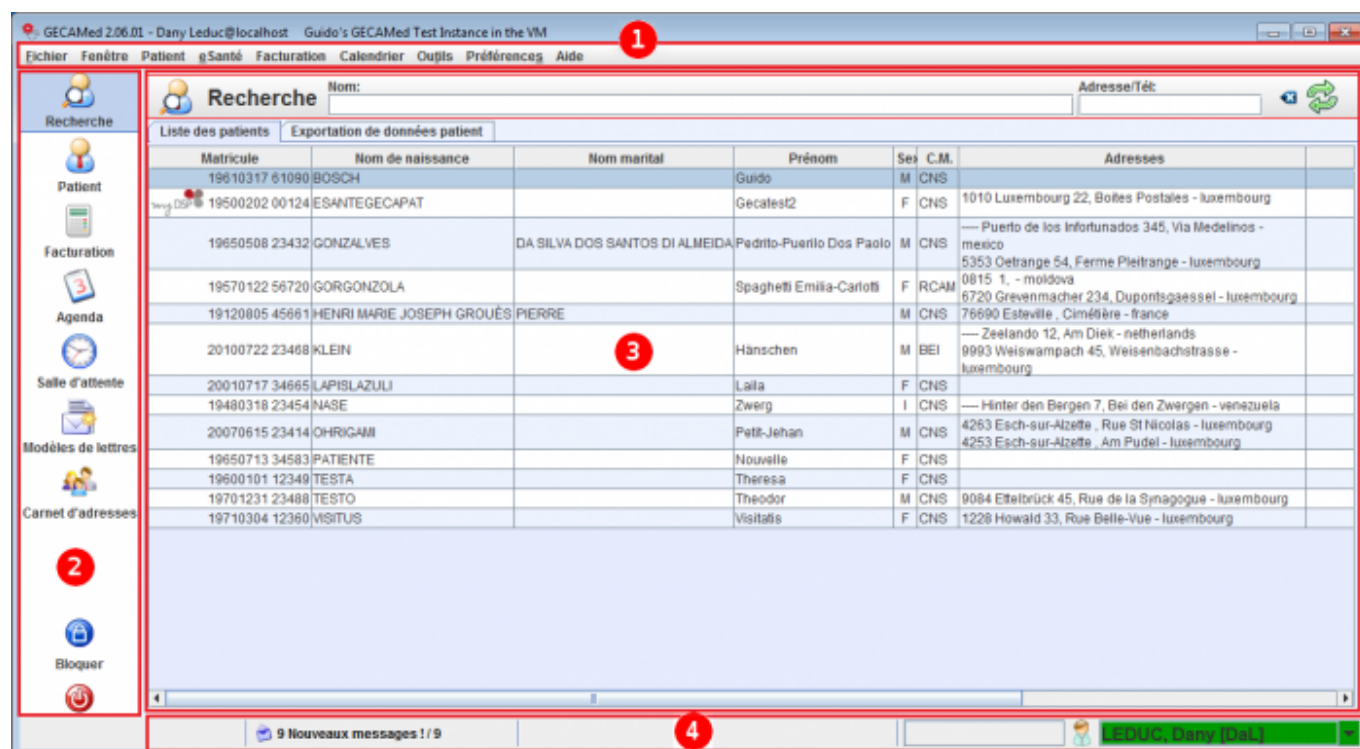 GECAMed 2.06.01 - Dany Leduc@localhost Guido's GECAMed Test Instance in the VM
1
Fichier Fenêtre Patient eSanté Facturation Calendrier Outils Préférences Aide
Recherche
Patient
Facturation
3
Agenda
Salle d'attente
Modèles de lettres
Carnet d'adresses
2
Bloquer
Recherche Nom: Adresse/Tél:
Liste des patients Exportation de données patient
Matricule Nom de naissance Nom marital Prénom Sex C.M. Adresses
19610317 61090 BOSCH Guido M CNS
myDSP 19500202 00124 ESANTEGECAPAT Gecatest2 F CNS 1010 Luxembourg 22, Boîtes Postales - luxembourg
19650508 23432 GONZALVES DA SILVA DOS SANTOS DI ALMEIDA Pedrito-Puerilo Dos Paolo M CNS ---- Puerto de los Infortunados 345, Via Medelinos -
mexico
5353 Oetrange 54, Ferme Pleitrange - luxembourg
19570122 56720 GORGONZOLA Spaghetti Emilia-Carlotti F RCAM 0815 1, - moldova
6720 Grevenmacher 234, Dupontsgaessel - luxembourg
19120805 45661 HENRI MARIE JOSEPH GROUÈS PIERRE M CNS 76690 Esteville , Cimétière - france
20100722 23468 KLEIN Hänschen M BEI ---- Zeelando 12, Am Diek - netherlands
9993 Weiswampach 45, Weisenbachstrasse -
luxembourg
3
20010717 34665 LAPISLAZULI Laila F CNS
19480318 23454 NASE Zwerg I CNS ---- Hinter den Bergen 7, Bei den Zwergen - venezuela
20070615 23414 OHRIGAMI Petit-Jehan M CNS 4263 Esch-sur-Alzette , Rue St Nicolas - luxembourg
4253 Esch-sur-Alzette , Am Pudel - luxembourg
19650713 34583 PATIENTE Nouvelle F CNS
19600101 12349 TESTA Theresa F CNS
19701231 23488 TESTO Theodor M CNS 9084 Ettelbrück 45, Rue de la Synagogue - luxembourg
19710304 12360 VISITUS Visitatis F CNS 1228 Howald 33, Rue Belle-Vue - luxembourg
9 Nouveaux messages ! / 9
4
LEDUC, Dany [DaL]